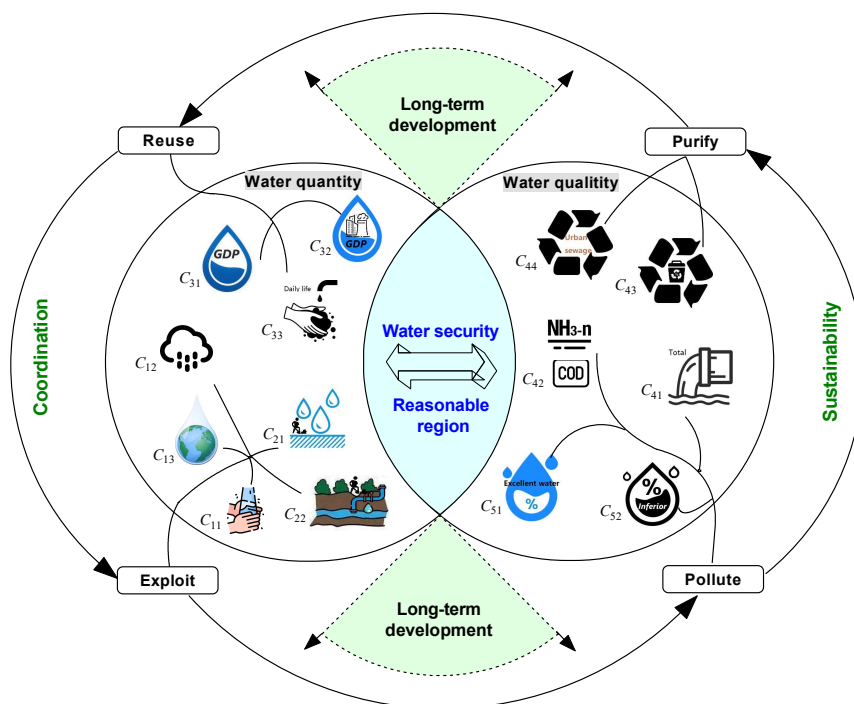 Long-term
development
Reuse
Purify
Water quantity
Water qualitity
GDP
C31
GDP
C32
Urban
sewage
C44
C43
Daily life
C33
C12
NH3-n
COD
C42
Total
C41
Water security
Reasonable
region
Coordination
Sustainability
C13
C21
C11
C22
Excellent water
%
C51
%
Inferior
C52
Exploit
Pollute
Long-term
development